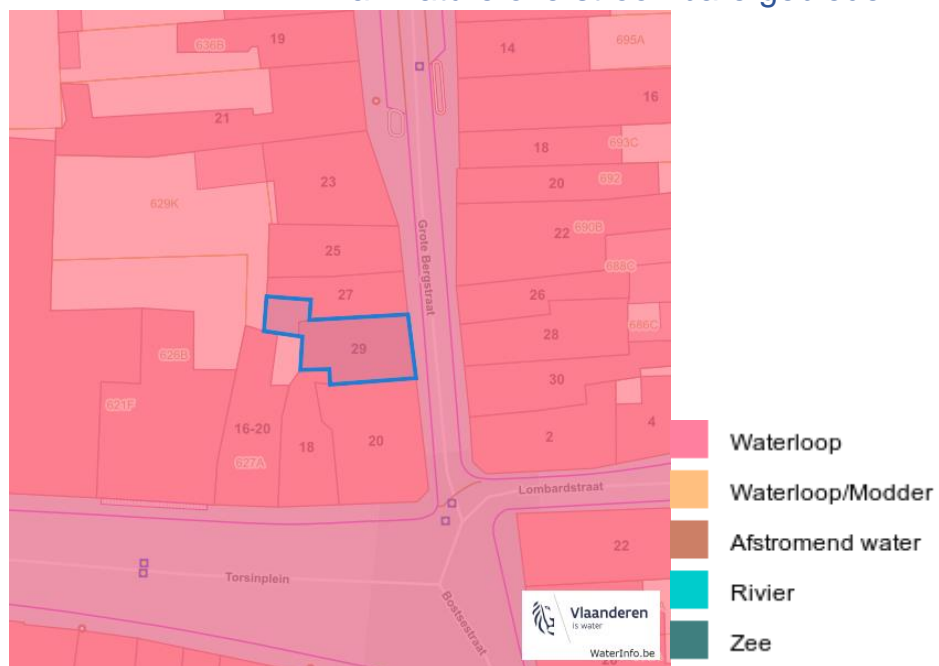 636B
19
14
695A
21
16
18
693C
23
20
692
629K
22
690B
25
688C
27
26
686C
28
29
626B
30
621F
16-20
18
20
2
4
627A
Grote Bergstraat
Lombardstraat
22
Torsinplein
Bostsestraat
Vlaanderen
is water
WaterInfo.be
Waterloop
Waterloop/Modder
Afstromend water
Rivier
Zee